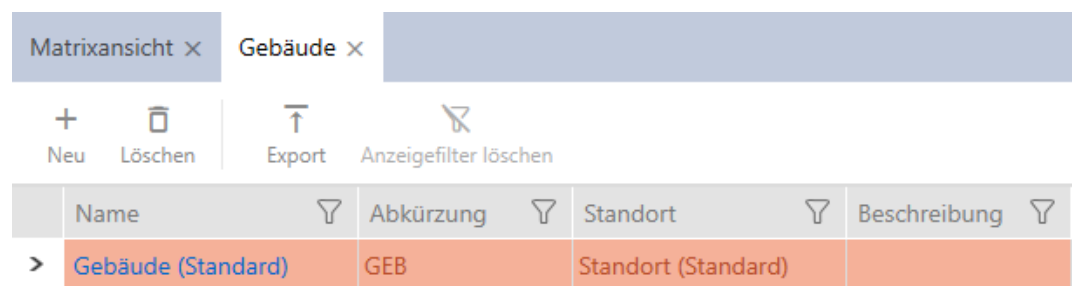 Matrixansicht × Gebäude ×
Neu Löschen Export Anzeigefilter löschen
Name Abkürzung Standort Beschreibung
Gebäude (Standard) GEB Standort (Standard)